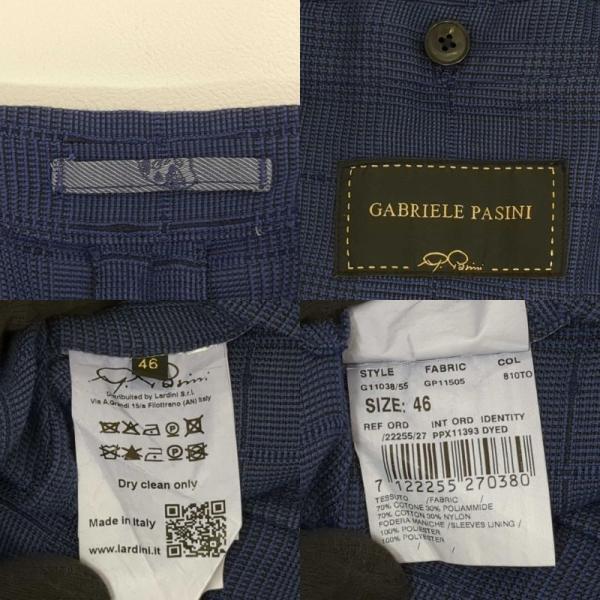 GABRIELE PASINI
G. Pasini
46
G. Pasini
Distributed by Lardini S.r.l.
Via A.Grandi 15/a Filottrano (AN) Italy
Dry clean only
Made in Italy
www.lardini.it
STYLE FABRIC COL
G11038/55 GP11505 810TO
SIZE: 46
REF ORD INT ORD IDENTITY
/22255/27 PPX11393 DYED
7 122255 270380
TESSUTO /FABRIC /
70% COTONE 30% POLIAMMIDE
70% COTTON 30% NYLON
FODERA MANICHE /SLEEVES LINING /
100% POLIESTERE
100% POLYESTER